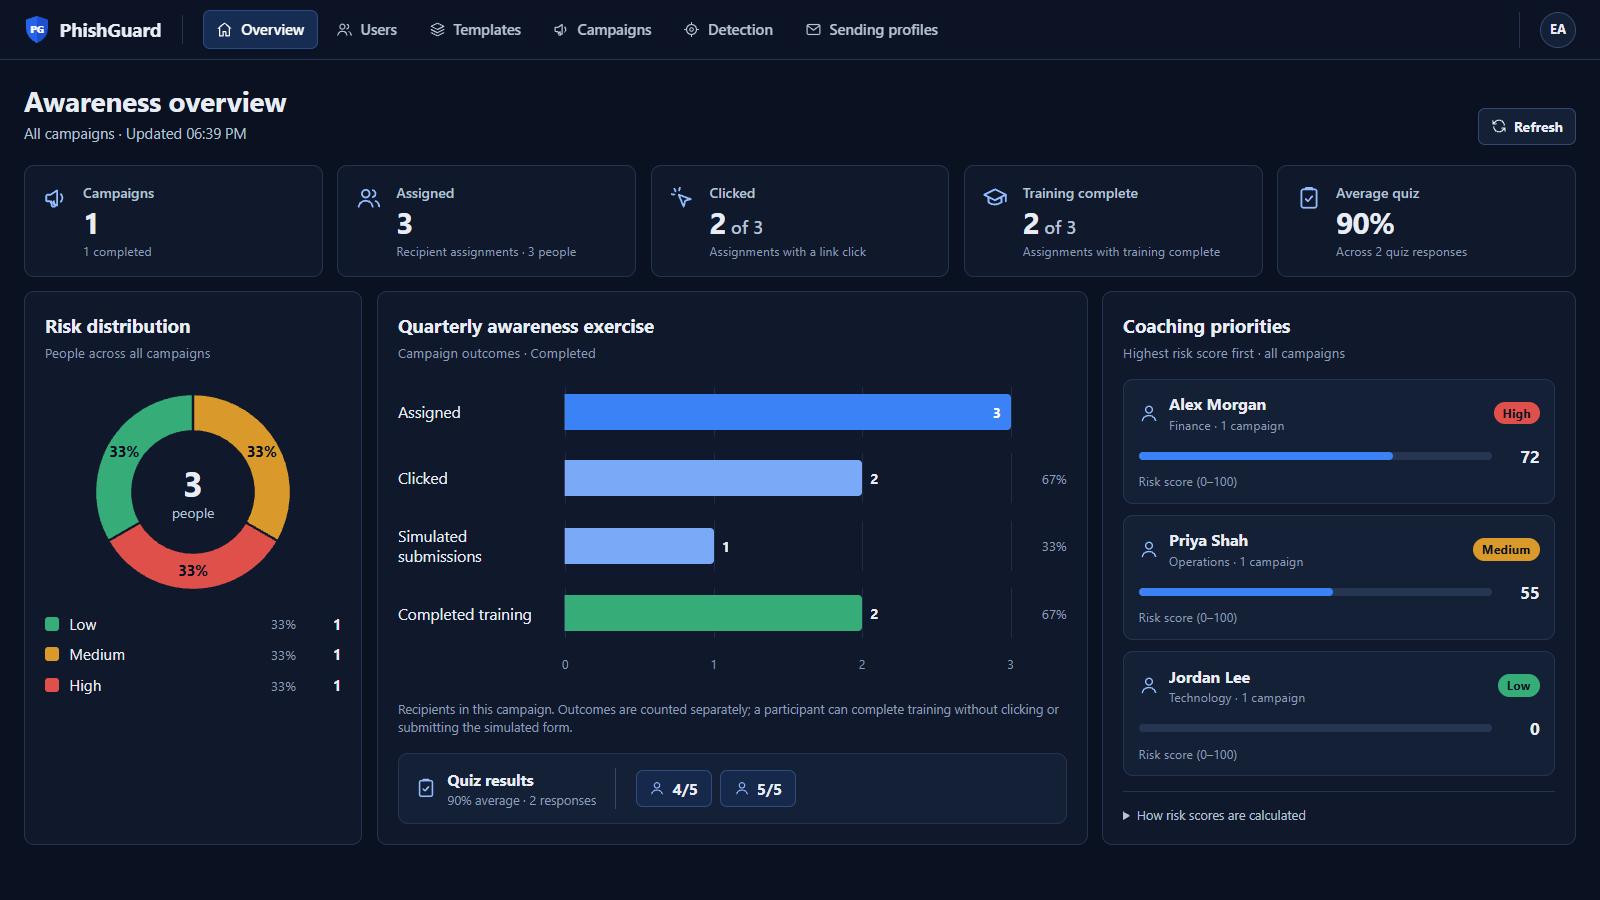 PG PhishGuard
Overview
Users
Templates
Campaigns
Detection
Sending profiles
EA
Awareness overview
All campaigns · Updated 06:39 PM
Refresh
Campaigns
1
1 completed
Assigned
3
Recipient assignments · 3 people
Clicked
2 of 3
Assignments with a link click
Training complete
2 of 3
Assignments with training complete
Average quiz
90%
Across 2 quiz responses
Risk distribution
People across all campaigns
33%
33%
3
people
33%
Low 33% 1
Medium 33% 1
High 33% 1
Quarterly awareness exercise
Campaign outcomes · Completed
Assigned 3
Clicked 2 67%
Simulated
submissions 1 33%
Completed training 2 67%
0 1 2 3
Recipients in this campaign. Outcomes are counted separately; a participant can complete training without clicking or
submitting the simulated form.
Quiz results
90% average · 2 responses
4/5
5/5
Coaching priorities
Highest risk score first · all campaigns
Alex Morgan
Finance · 1 campaign
High
72
Risk score (0–100)
Priya Shah
Operations · 1 campaign
Medium
55
Risk score (0–100)
Jordan Lee
Technology · 1 campaign
Low
0
Risk score (0–100)
How risk scores are calculated